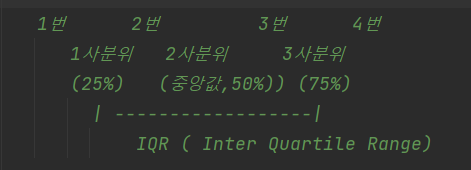 1번 2번 3번 4번
1사분위 2사분위 3사분위
(25%) (중앙값,50%)) (75%)
| ------------------|
IQR ( Inter Quartile Range)